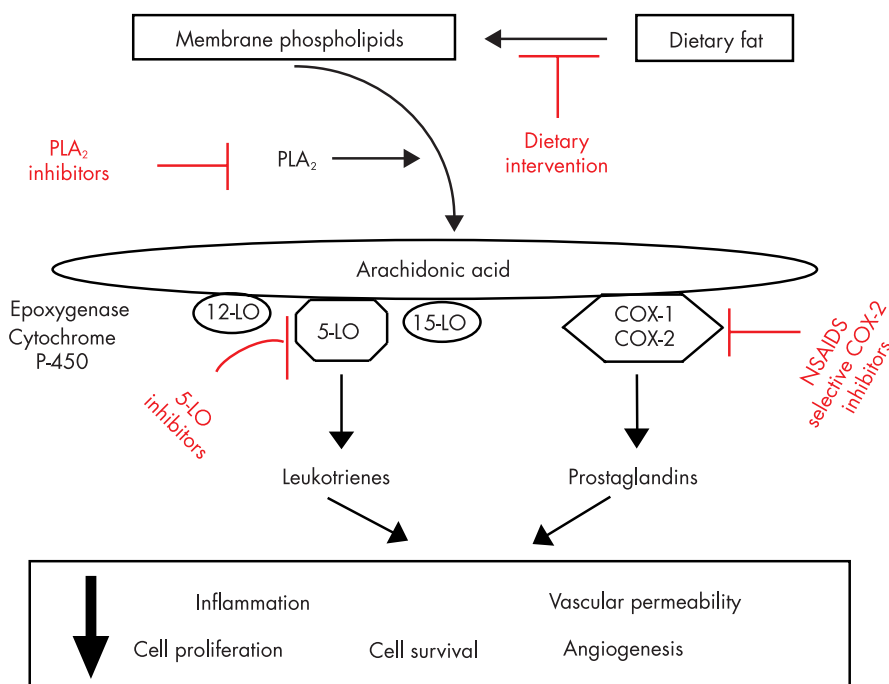 Membrane phospholipids
Dietary fat
PLA₂
inhibitors
PLA₂
Dietary
intervention
Arachidonic acid
Epoxygenase
Cytochrome
P-450
12-LO
5-LO
15-LO
COX-1
COX-2
NSAIDS
selective COX-2
inhibitors
5-LO
inhibitors
Leukotrienes
Prostaglandins
Inflammation
Vascular permeability
Cell proliferation
Cell survival
Angiogenesis